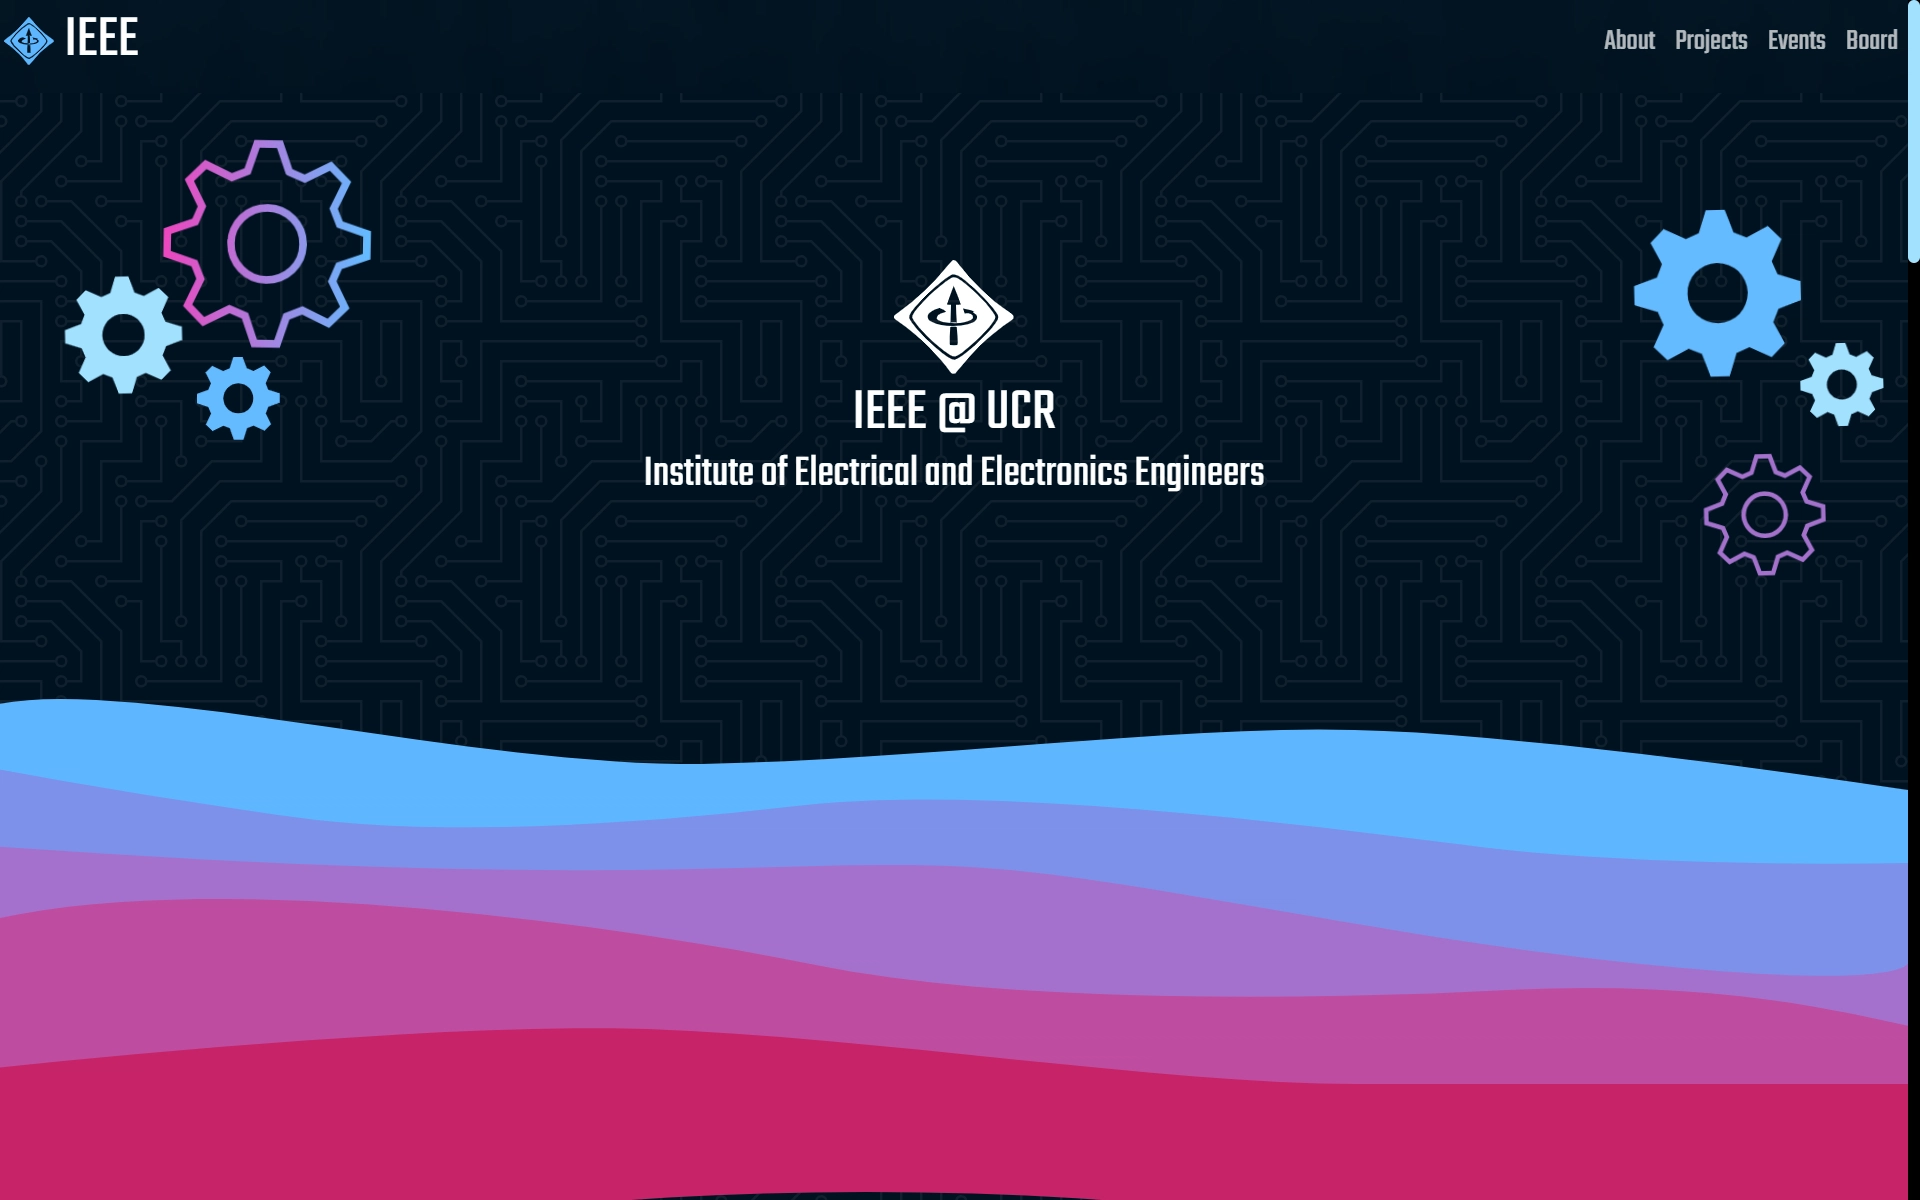 IEEE
About Projects Events Board
IEEE @ UCR
Institute of Electrical and Electronics Engineers